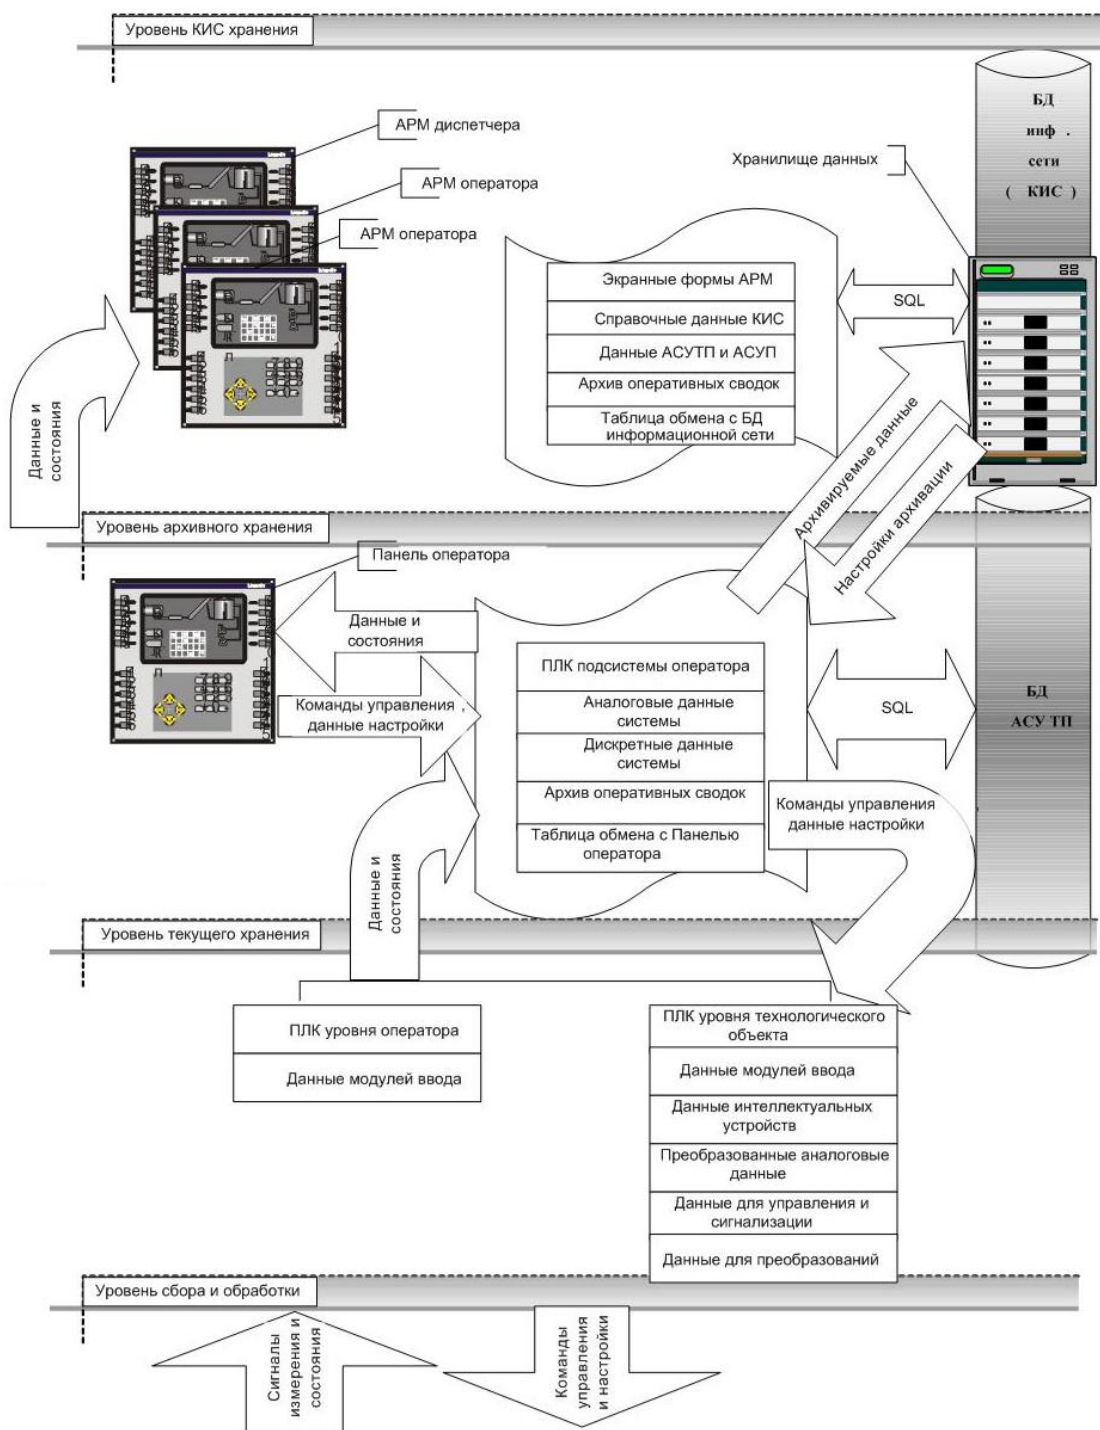 Уровень КИС хранения
БД
инф .
сети
( КИС )
АРМ диспетчера
Хранилище данных
АРМ оператора
АРМ оператора
Экранные формы АРМ
Справочные данные КИС
Данные АСУТП и АСУП
Архив оперативных сводок
Таблица обмена с БД
информационной сети
SQL
Данные и
состояния
Архивируемые данные
Настройки архивации
Уровень архивного хранения
Панель оператора
Данные и
состояния
Команды управления ,
данные настройки
ПЛК подсистемы оператора
Аналоговые данные
системы
Дискретные данные
системы
Архив оперативных сводок
Таблица обмена с Панелью
оператора
SQL
БД
АСУ ТП
Команды управления
данные настройки
Данные и
состояния
Уровень текущего хранения
ПЛК уровня оператора
Данные модулей ввода
ПЛК уровня технологического
объекта
Данные модулей ввода
Данные интеллектуальных
устройств
Преобразованные аналоговые
данные
Данные для управления и
сигнализации
Данные для преобразований
Уровень сбора и обработки
Сигналы
измерения и
состояния
Команды
управления
и настройки